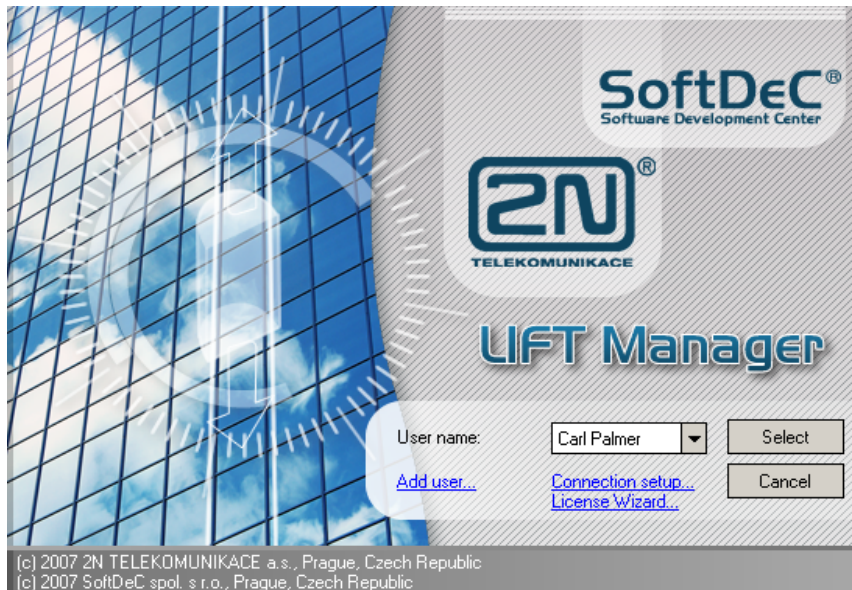 SoftDeC®
Software Development Center
2N®
TELEKOMUNIKACE
LIFT Manager
User name:
Carl Palmer
Select
Add user...
Connection setup...
Cancel
License Wizard...
(c) 2007 2N TELEKOMUNIKACE a.s., Prague, Czech Republic
(c) 2007 SoftDeC spol. s r.o., Prague, Czech Republic